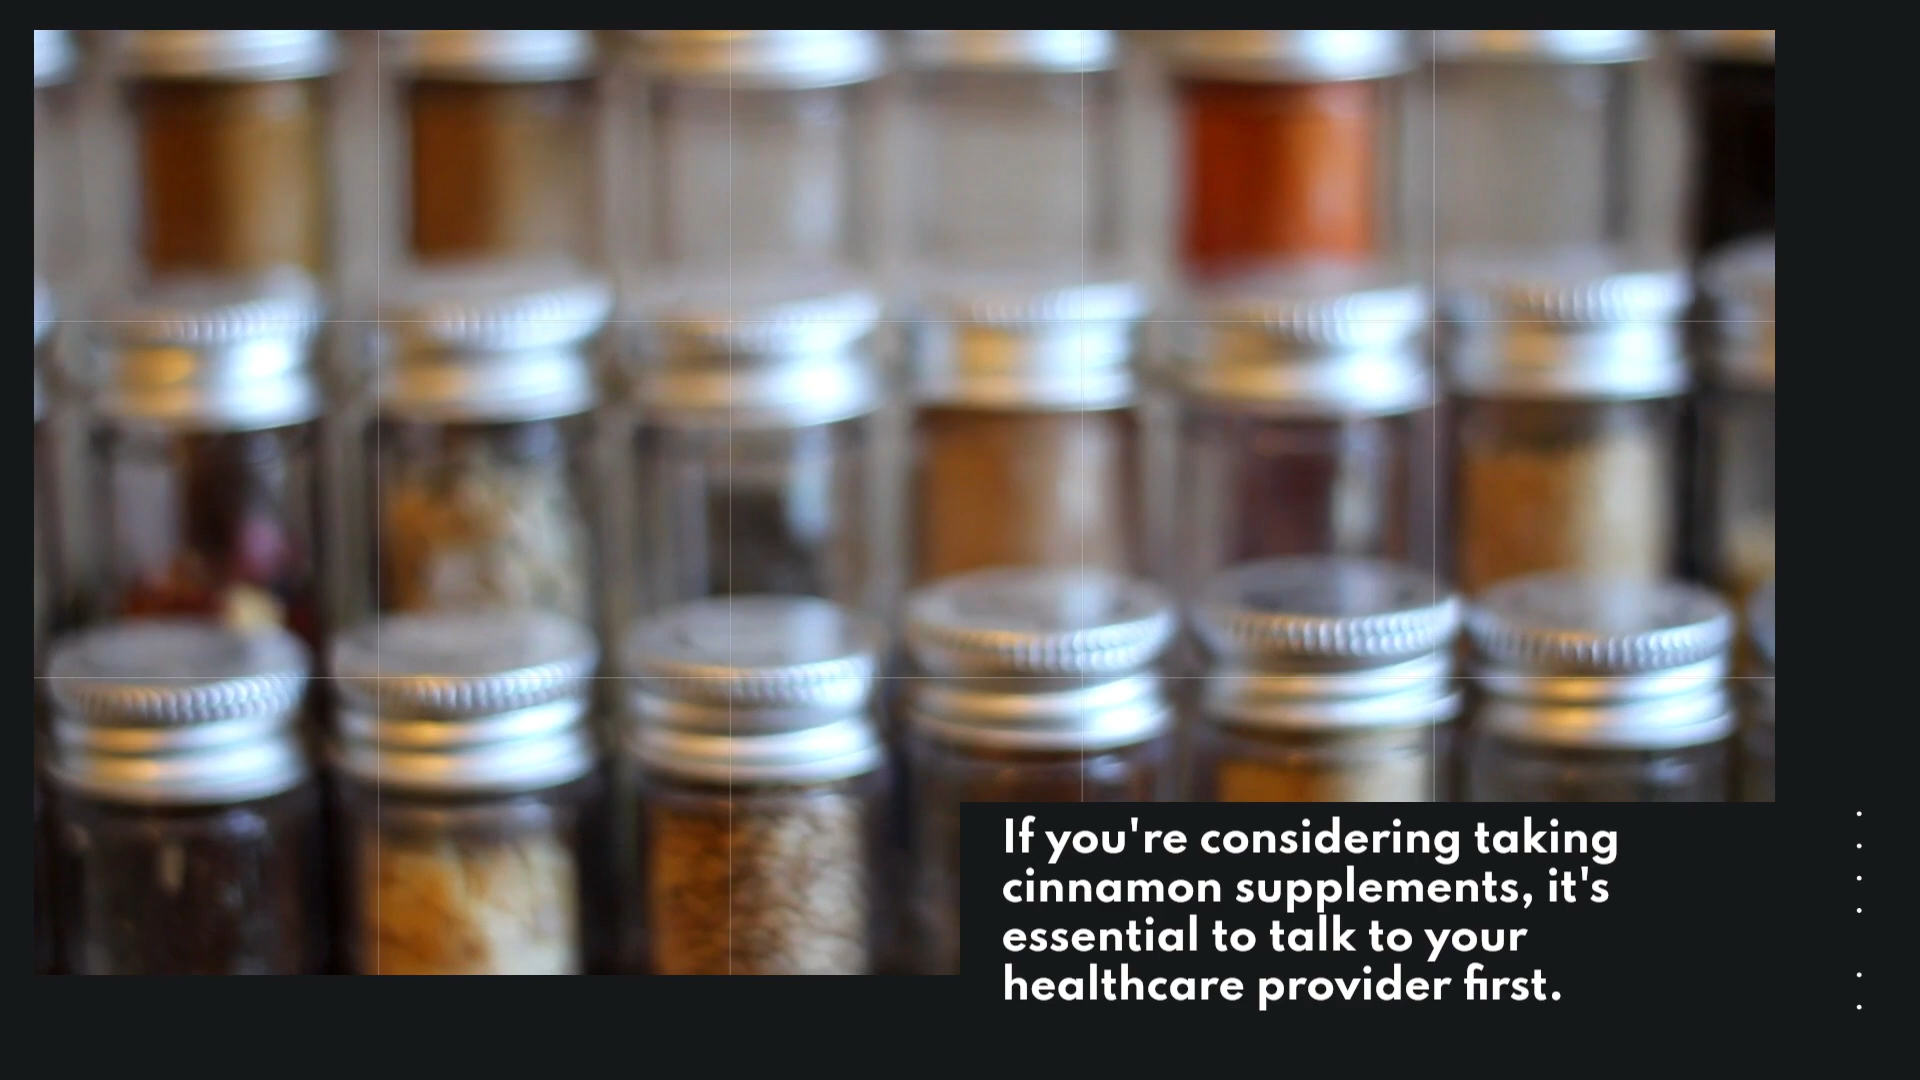 If you're considering taking
cinnamon supplements, it's
essential to talk to your
healthcare provider first.